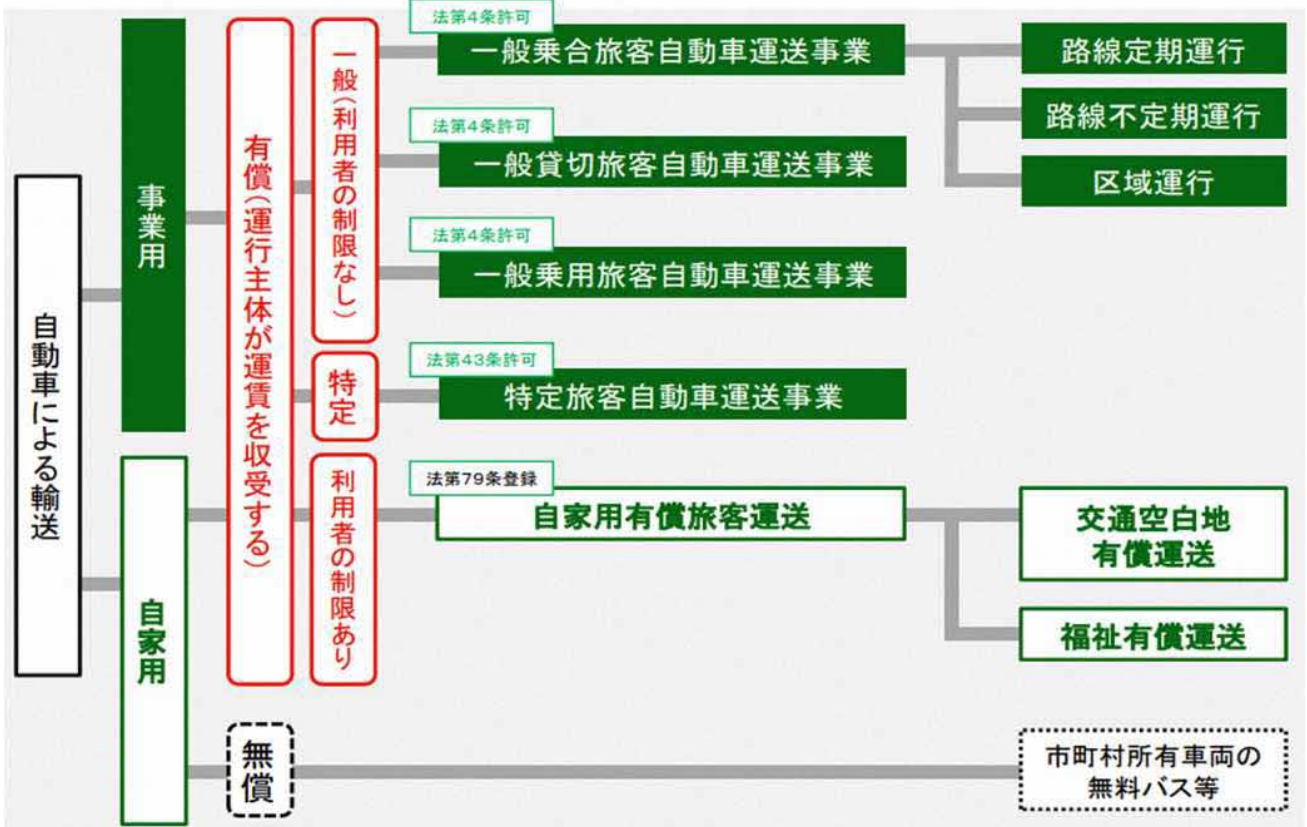 自動車による輸送
事業用
自家用
有償(運行主体が運賃を収受する)
無償
一般(利用者の制限なし)
特定
利用者の制限あり
法第4条許可
一般乗合旅客自動車運送事業
法第4条許可
一般貸切旅客自動車運送事業
法第4条許可
一般乗用旅客自動車運送事業
法第43条許可
特定旅客自動車運送事業
法第79条登録
自家用有償旅客運送
路線定期運行
路線不定期運行
区域運行
交通空白地
有償運送
福祉有償運送
市町村所有車両の
無料バス等